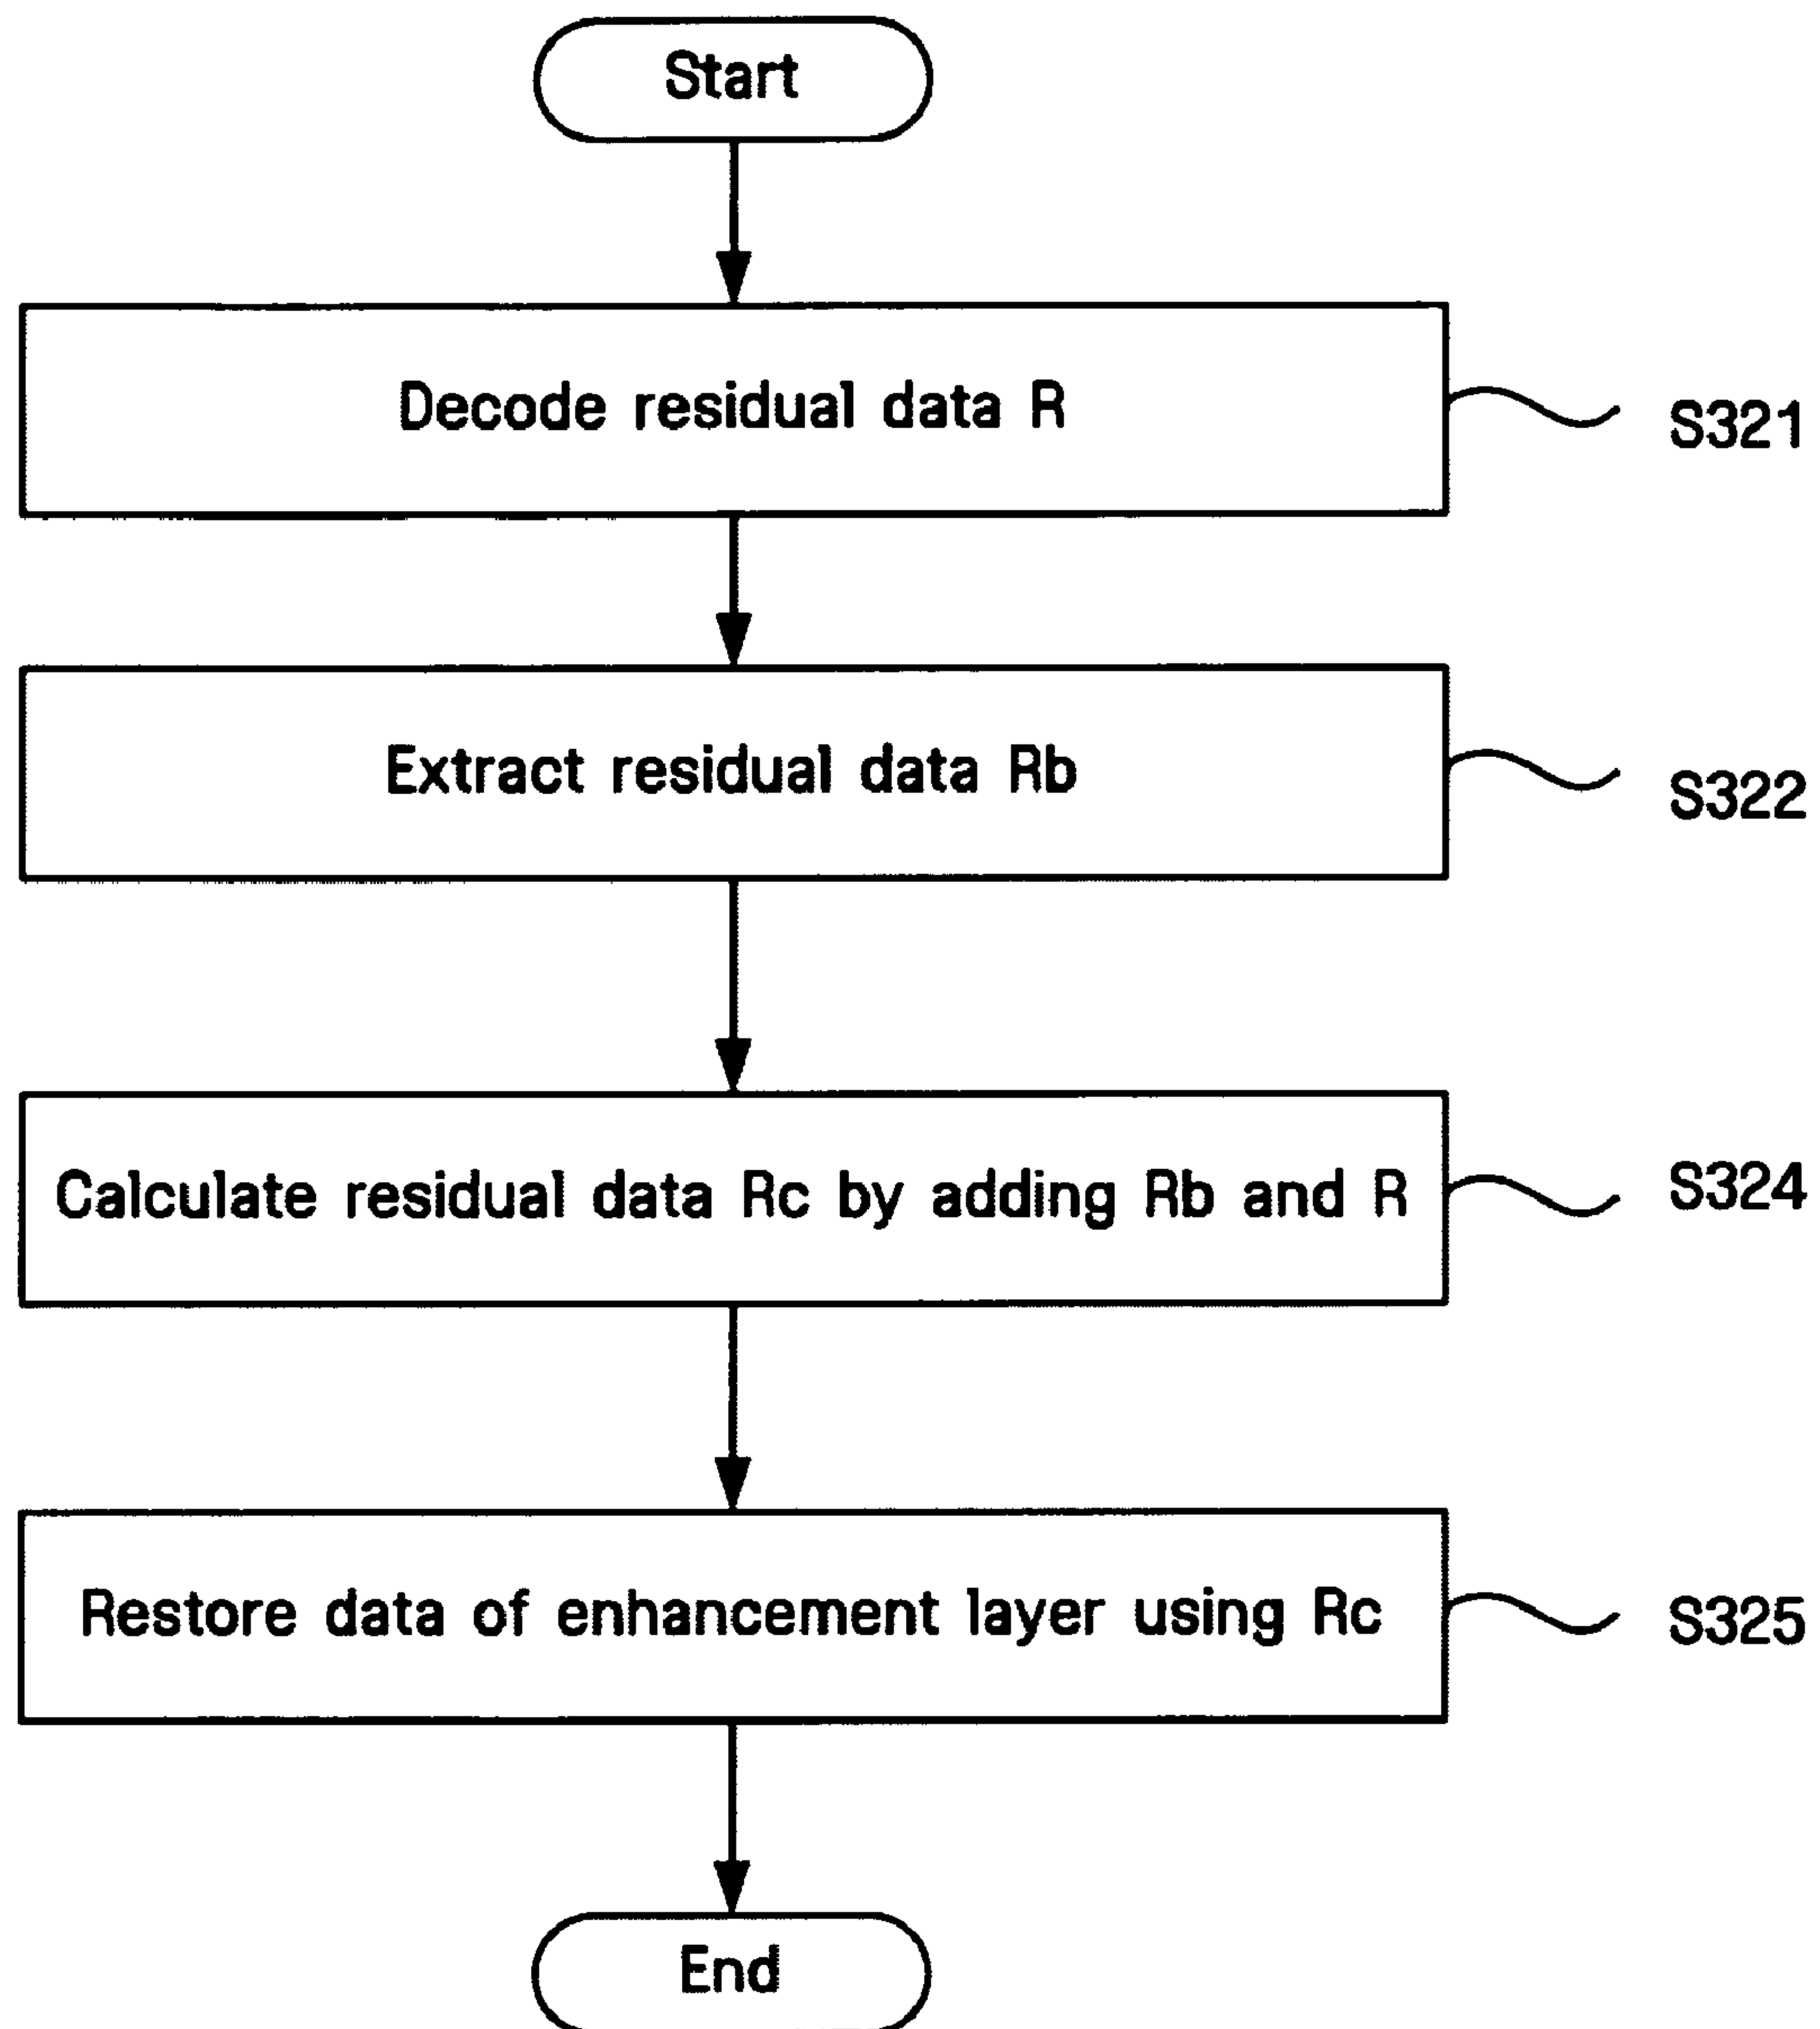 Start
Decode residual data R
S321
Extract residual data Rb
S322
Calculate residual data Rc by adding Rb and R
S324
Restore data of enhancement layer using Rc
S325
End